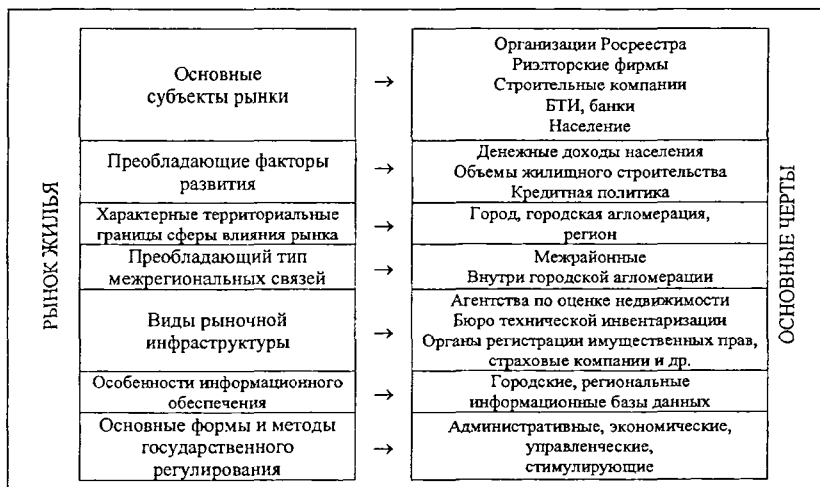 РЫНОК ЖИЛЬЯ
Основные
субъекты рынки
→
Организации Росреестра
Риэлторские фирмы
Строительные компании
БТИ, банки
Население
Преобладающие факторы
развития
→
Денежные доходы населения
Объемы жилищного строительства
Кредитная политика
Характерные территориальные
границы сферы влияния рынка
→
Город, городская агломерация,
регион
Преобладающий тип
межрегиональных связей
→
Межрайонные
Внутри городской агломерации
Виды рыночной
инфраструктуры
→
Агентства по оценке недвижимости
Бюро технической инвентаризации
Органы регистрации имущественных прав,
страховые компании и др.
Особенности информационного
обеспечения
→
Городские, региональные
информационные базы данных
Основные формы и методы
государственного
регулирования
→
Административные, экономические,
управленческие,
стимулирующие
ОСНОВНЫЕ ЧЕРТЫ